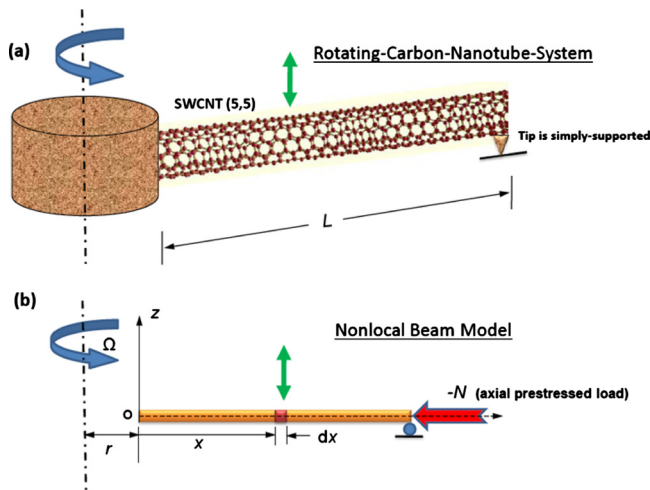 (a)
Rotating-Carbon-Nanotube-System
SWCNT (5,5)
Tip is simply-supported
L
(b)
z
Nonlocal Beam Model
Ω
-N (axial prestressed load)
o
r
x
dx